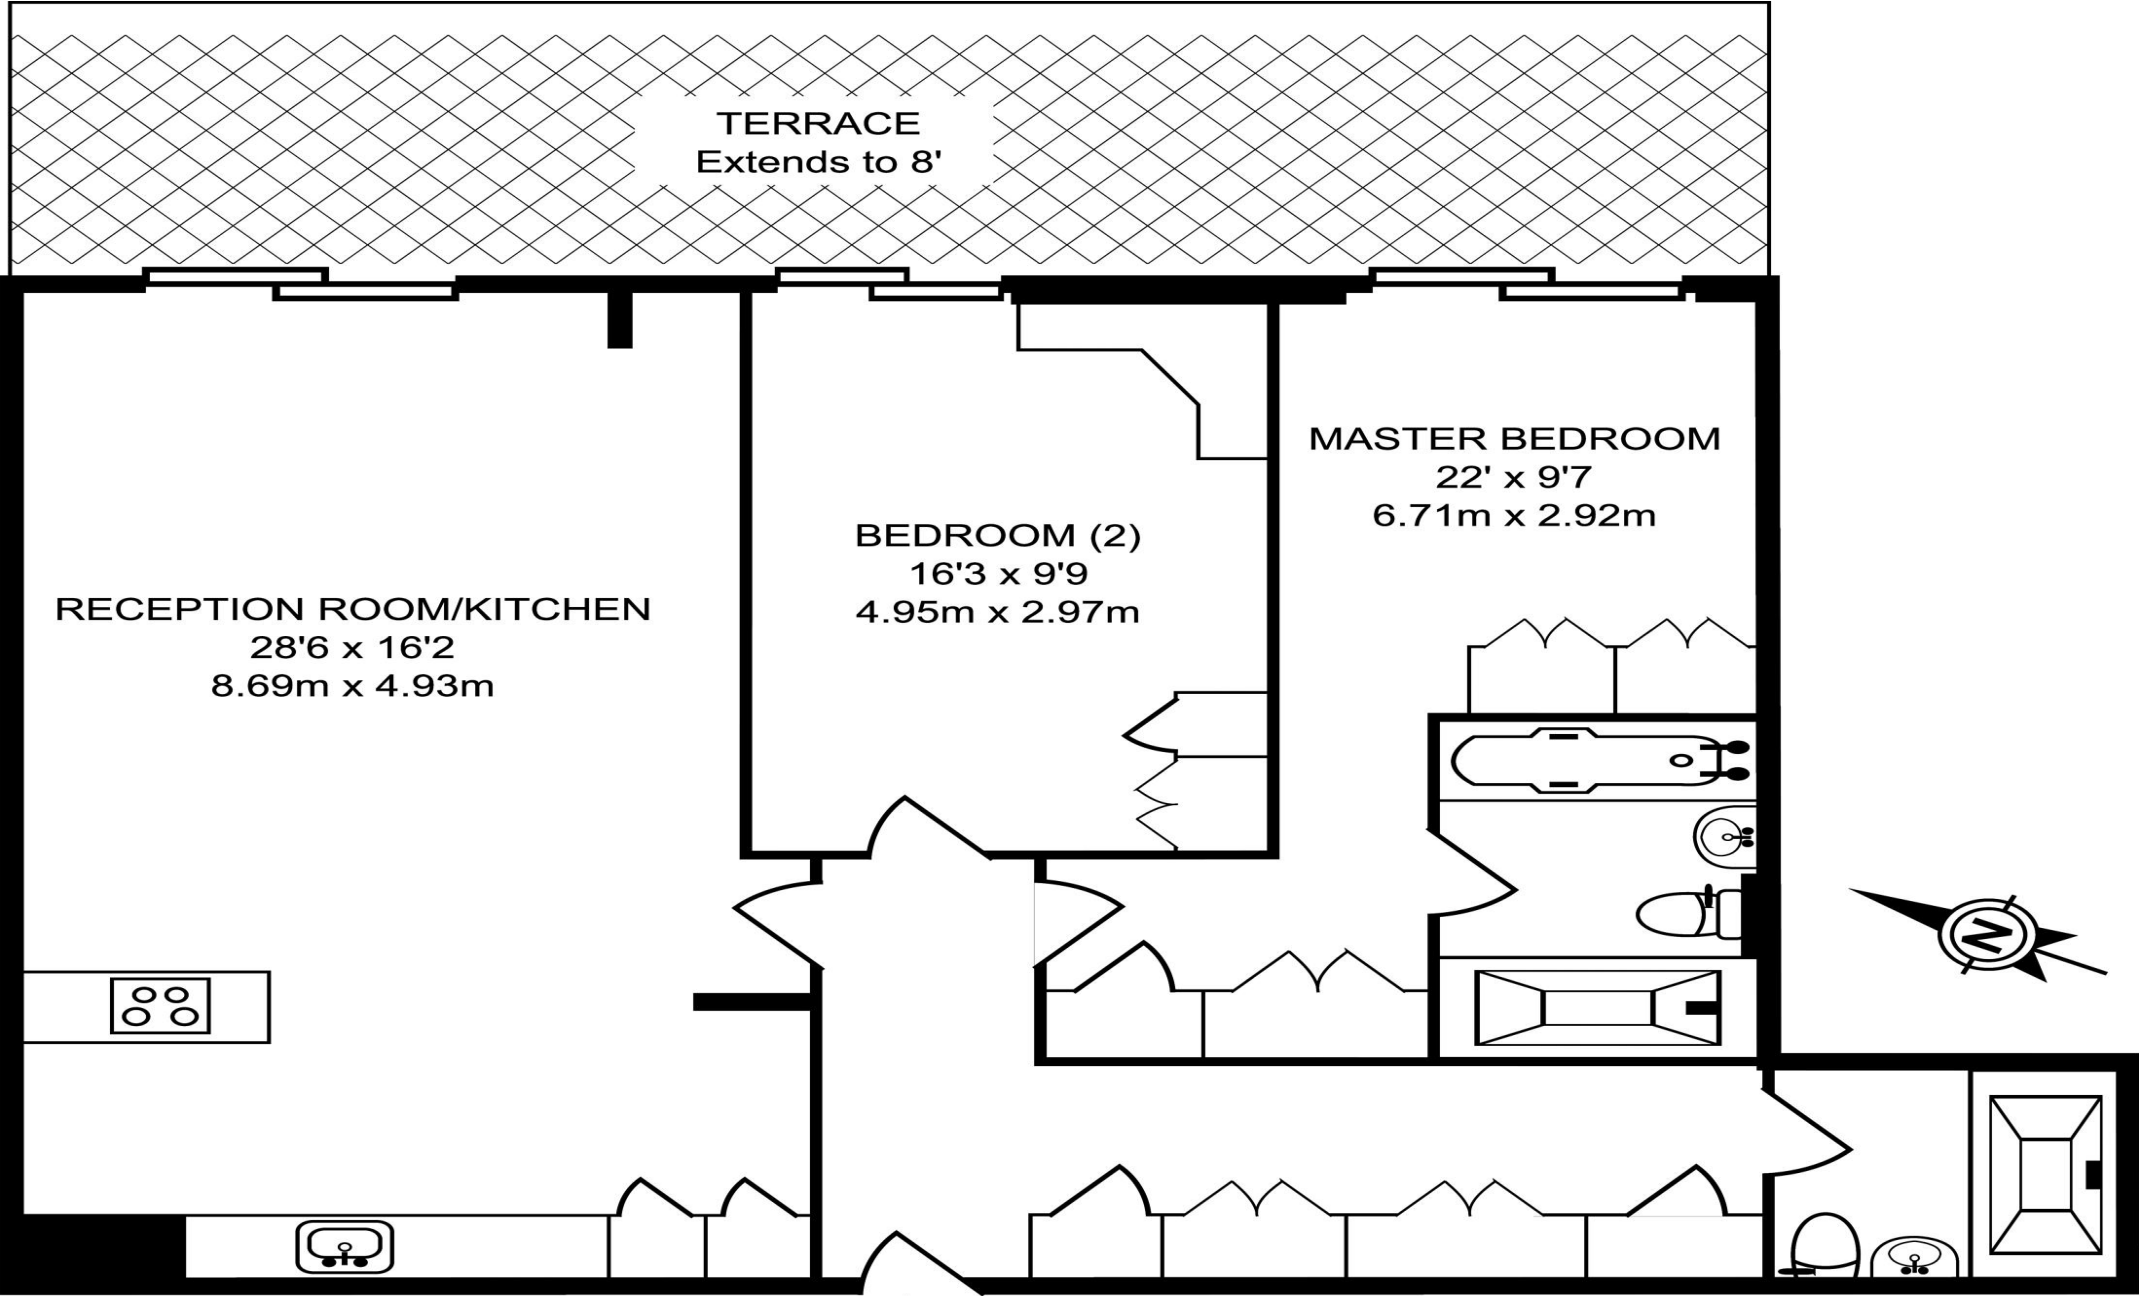 TERRACE
Extends to 8'
MASTER BEDROOM
22' x 9'7
6.71m x 2.92m
BEDROOM (2)
16'3 x 9'9
4.95m x 2.97m
RECEPTION ROOM/KITCHEN
28'6 x 16'2
8.69m x 4.93m
N